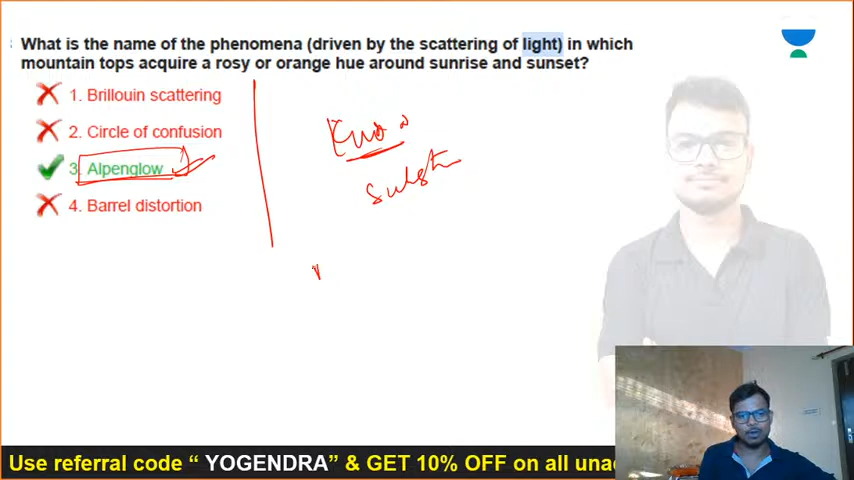 What is the name of the phenomena (driven by the scattering of light) in which
mountain tops acquire a rosy or orange hue around sunrise and sunset?
1. Brillouin scattering
2. Circle of confusion
3. Alpenglow
4. Barrel distortion
Use referral code “ YOGENDRA” & GET 10% OFF on all unac